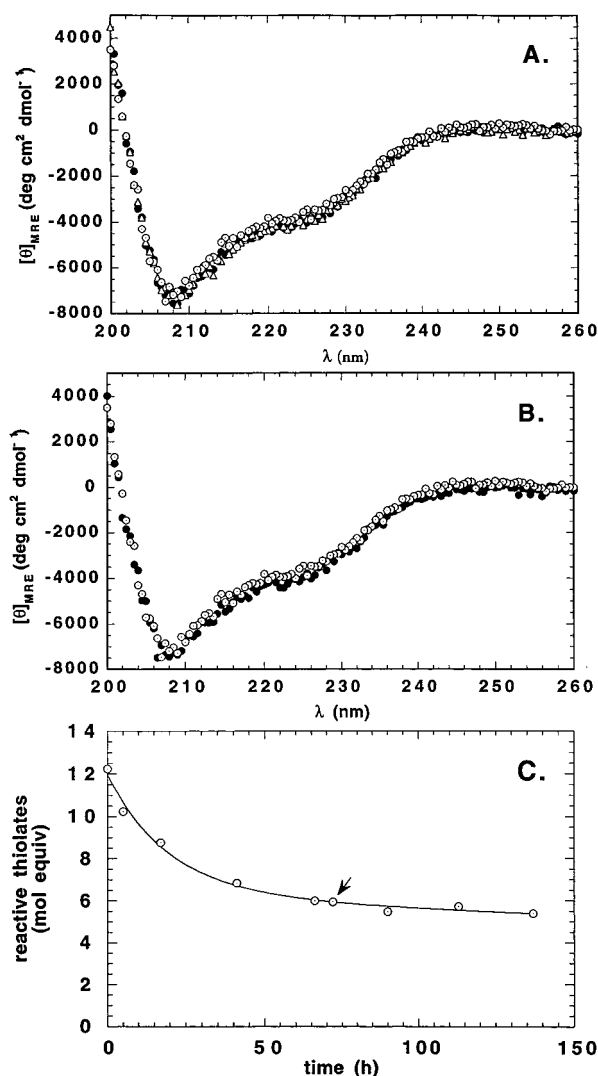 A.
4000
2000
0
-2000
-4000
-6000
-8000
[θ]MRE (deg cm² dmol⁻¹)
200 210 220 230 240 250 260
λ (nm)
B.
4000
2000
0
-2000
-4000
-6000
-8000
[θ]MRE (deg cm² dmol⁻¹)
200 210 220 230 240 250 260
λ (nm)
C.
14
12
10
8
6
4
2
0
reactive thiolates
(mol equiv)
0 50 100 150
time (h)